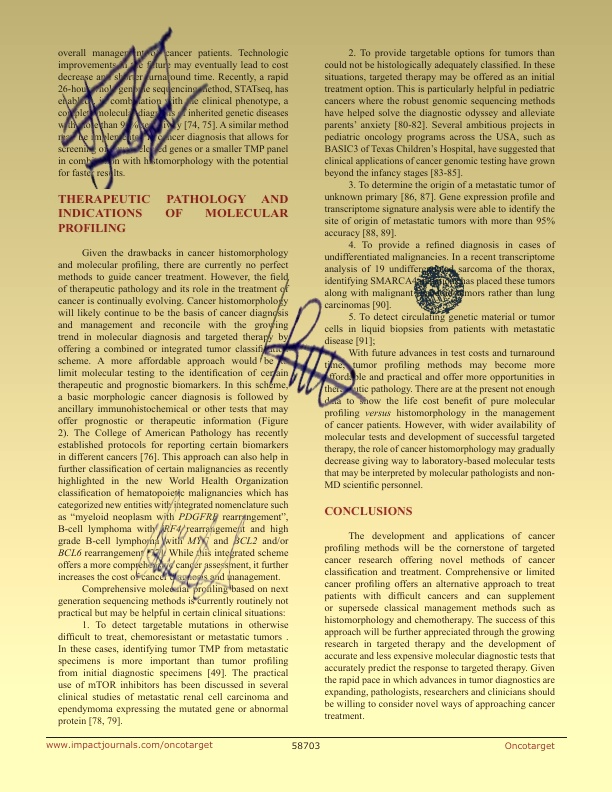 overall management of cancer patients. Technologic
improvements in the future may eventually lead to cost
decrease and shorter turnaround time. Recently, a rapid
26-hour whole genome sequencing method, STATseq, has
enabled, in combination with the clinical phenotype, a
complete molecular diagnosis of inherited genetic diseases
with more than 99% sensitivity [74, 75]. A similar method
may be implemented in cancer diagnosis that allows for
screening of selected genes or a smaller TMP panel
in combination with histomorphology with the potential
for faster results.
THERAPEUTIC PATHOLOGY AND
INDICATIONS OF MOLECULAR
PROFILING
Given the drawbacks in cancer histomorphology
and molecular profiling, there are currently no perfect
methods to guide cancer treatment. However, the field
of therapeutic pathology and its role in the treatment of
cancer is continually evolving. Cancer histomorphology
will likely continue to be the basis of cancer diagnosis
and management and reconcile with the growing
trend in molecular diagnosis and targeted therapy by
offering a combined or integrated tumor classification
scheme. A more affordable approach would be to
limit molecular testing to the identification of certain
therapeutic and prognostic biomarkers. In this scheme,
a basic morphologic cancer diagnosis is followed by
ancillary immunohistochemical or other tests that may
offer prognostic or therapeutic information (Figure
2). The College of American Pathology has recently
established protocols for reporting certain biomarkers
in different cancers [76]. This approach can also help in
further classification of certain malignancies as recently
highlighted in the new World Health Organization
classification of hematopoietic malignancies which has
categorized new entities with integrated nomenclature such
as “myeloid neoplasm with PDGFRB rearrangement”,
B-cell lymphoma with IRF4 rearrangement and high
grade B-cell lymphoma with MYC and BCL2 and/or
BCL6 rearrangement While this integrated scheme
offers a more comprehensive cancer assessment, it further
increases the cost of cancer diagnosis and management.
Comprehensive molecular profiling based on next
generation sequencing methods is currently routinely not
practical but may be helpful in certain clinical situations:
1. To detect targetable mutations in otherwise
difficult to treat, chemoresistant or metastatic tumors .
In these cases, identifying tumor TMP from metastatic
specimens is more important than tumor profiling
from initial diagnostic specimens [49]. The practical
use of mTOR inhibitors has been discussed in several
clinical studies of metastatic renal cell carcinoma and
ependymoma expressing the mutated gene or abnormal
protein [78, 79].
2. To provide targetable options for tumors than
could not be histologically adequately classified. In these
situations, targeted therapy may be offered as an initial
treatment option. This is particularly helpful in pediatric
cancers where the robust genomic sequencing methods
have helped solve the diagnostic odyssey and alleviate
parents’ anxiety [80-82]. Several ambitious projects in
pediatric oncology programs across the USA, such as
BASIC3 of Texas Children’s Hospital, have suggested that
clinical applications of cancer genomic testing have grown
beyond the infancy stages [83-85].
3. To determine the origin of a metastatic tumor of
unknown primary [86, 87]. Gene expression profile and
transcriptome signature analysis were able to identify the
site of origin of metastatic tumors with more than 95%
accuracy [88, 89].
4. To provide a refined diagnosis in cases of
undifferentiated malignancies. In a recent transcriptome
analysis of 19 undifferentiated sarcoma of the thorax,
identifying SMARCA4 has placed these tumors
along with malignant tumors rather than lung
carcinomas [90].
5. To detect circulating genetic material or tumor
cells in liquid biopsies from patients with metastatic
disease [91];
With future advances in test costs and turnaround
time, tumor profiling methods may become more
affordable and practical and offer more opportunities in
therapeutic pathology. There are at the present not enough
data to show the life cost benefit of pure molecular
profiling versus histomorphology in the management
of cancer patients. However, with wider availability of
molecular tests and development of successful targeted
therapy, the role of cancer histomorphology may gradually
decrease giving way to laboratory-based molecular tests
that may be interpreted by molecular pathologists and non-
MD scientific personnel.
CONCLUSIONS
The development and applications of cancer
profiling methods will be the cornerstone of targeted
cancer research offering novel methods of cancer
classification and treatment. Comprehensive or limited
cancer profiling offers an alternative approach to treat
patients with difficult cancers and can supplement
or supersede classical management methods such as
histomorphology and chemotherapy. The success of this
approach will be further appreciated through the growing
research in targeted therapy and the development of
accurate and less expensive molecular diagnostic tests that
accurately predict the response to targeted therapy. Given
the rapid pace in which advances in tumor diagnostics are
expanding, pathologists, researchers and clinicians should
be willing to consider novel ways of approaching cancer
treatment.
www.impactjournals.com/oncotarget
58703
Oncotarget